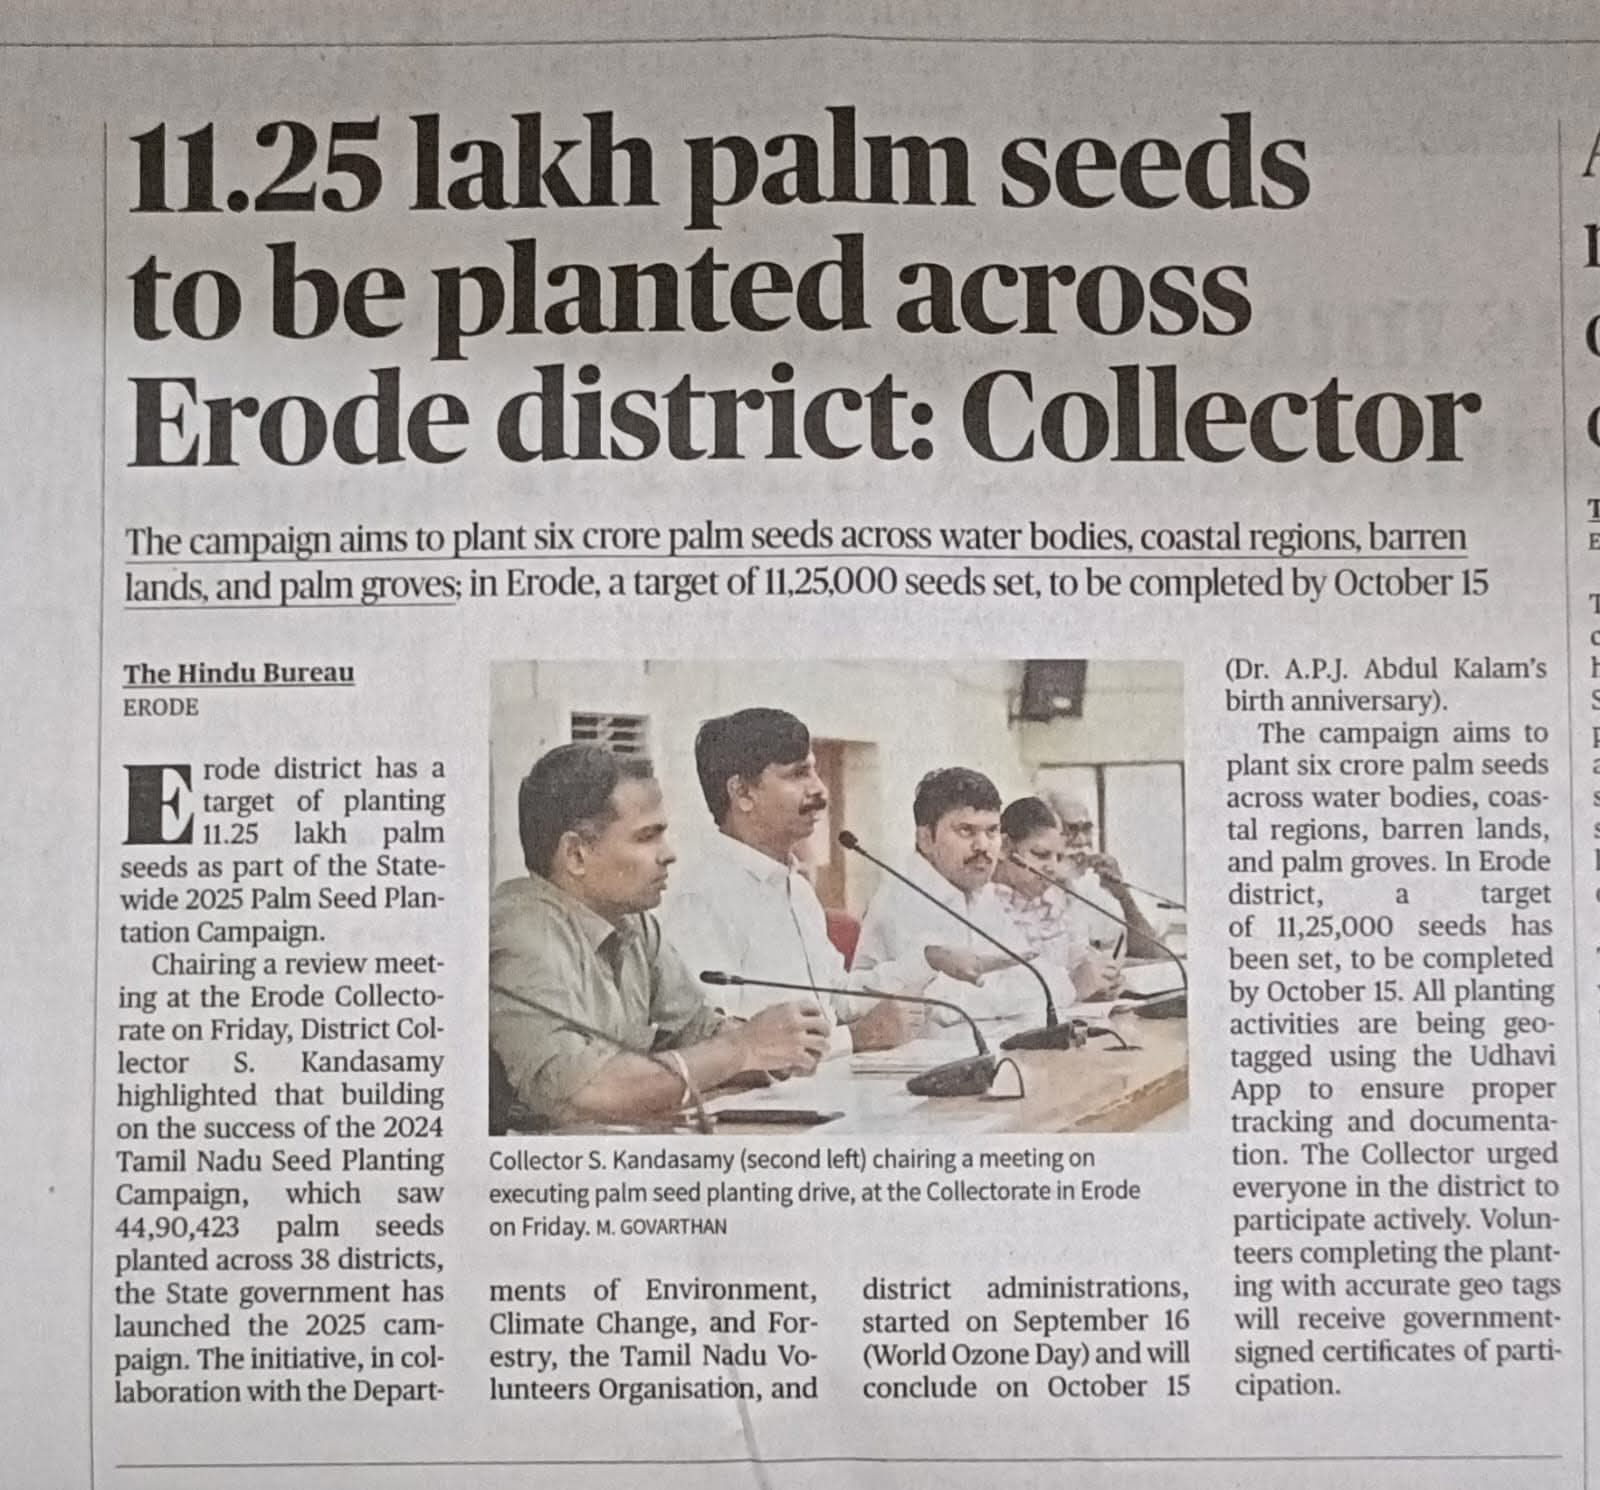 11.25 lakh palm seeds
to be planted across
Erode district: Collector
The campaign aims to plant six crore palm seeds across water bodies, coastal regions, barren
lands, and palm groves; in Erode, a target of 11,25,000 seeds set, to be completed by October 15
The Hindu Bureau
ERODE
Erode district has a
target of planting
11.25 lakh palm
seeds as part of the State-
wide 2025 Palm Seed Plan-
tation Campaign.
Chairing a review meet-
ing at the Erode Collecto-
rate on Friday, District Col-
lector S. Kandasamy
highlighted that building
on the success of the 2024
Tamil Nadu Seed Planting
Campaign, which saw
44,90,423 palm seeds
planted across 38 districts,
the State government has
launched the 2025 cam-
paign. The initiative, in col-
laboration with the Depart-
Collector S. Kandasamy (second left) chairing a meeting on
executing palm seed planting drive, at the Collectorate in Erode
on Friday. M. GOVARTHAN
ments of Environment,
Climate Change, and For-
estry, the Tamil Nadu Vo-
lunteers Organisation, and
district administrations,
started on September 16
(World Ozone Day) and will
conclude on October 15
(Dr. A.P.J. Abdul Kalam's
birth anniversary).
The campaign aims to
plant six crore palm seeds
across water bodies, coas-
tal regions, barren lands,
and palm groves. In Erode
district, a target
of 11,25,000 seeds has
been set, to be completed
by October 15. All planting
activities are being geo-
tagged using the Udhavi
App to ensure proper
tracking and documenta-
tion. The Collector urged
everyone in the district to
participate actively. Volun-
teers completing the plant-
ing with accurate geo tags
will receive government-
signed certificates of parti-
cipation.